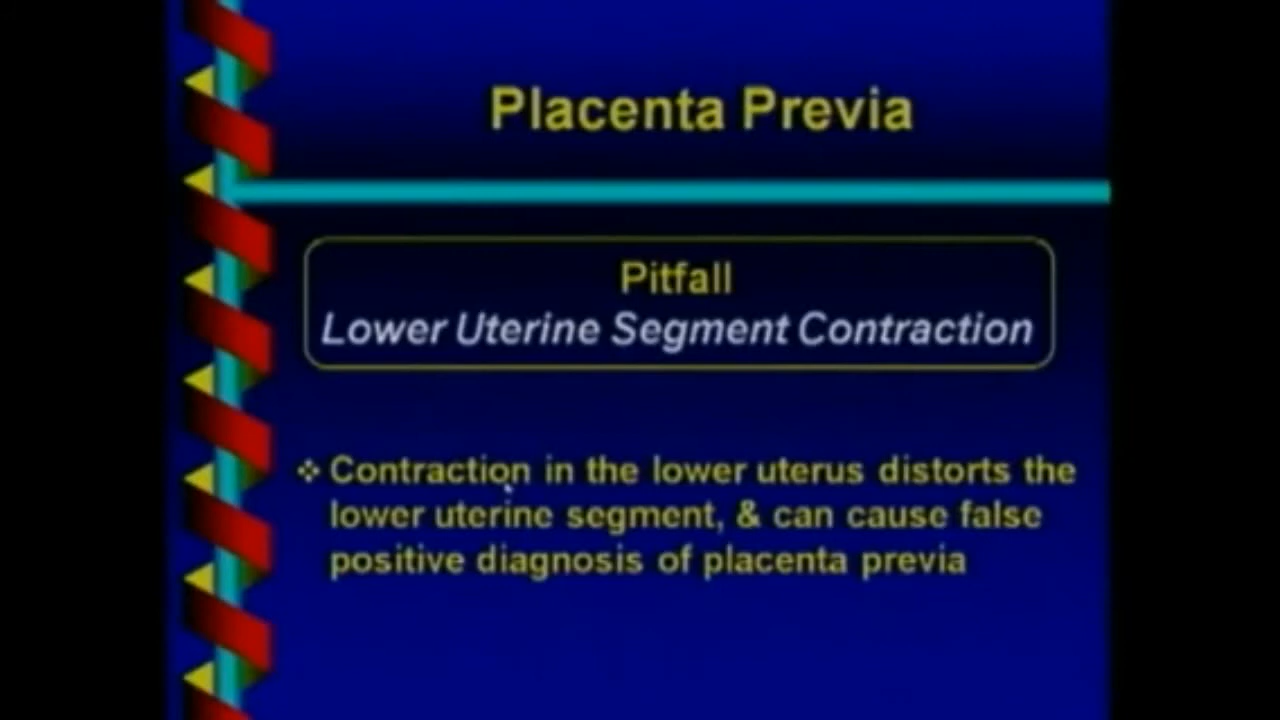 Placenta Previa
Pitfall
Lower Uterine Segment Contraction
❖ Contraction in the lower uterus distorts the
lower uterine segment, & can cause false
positive diagnosis of placenta previa